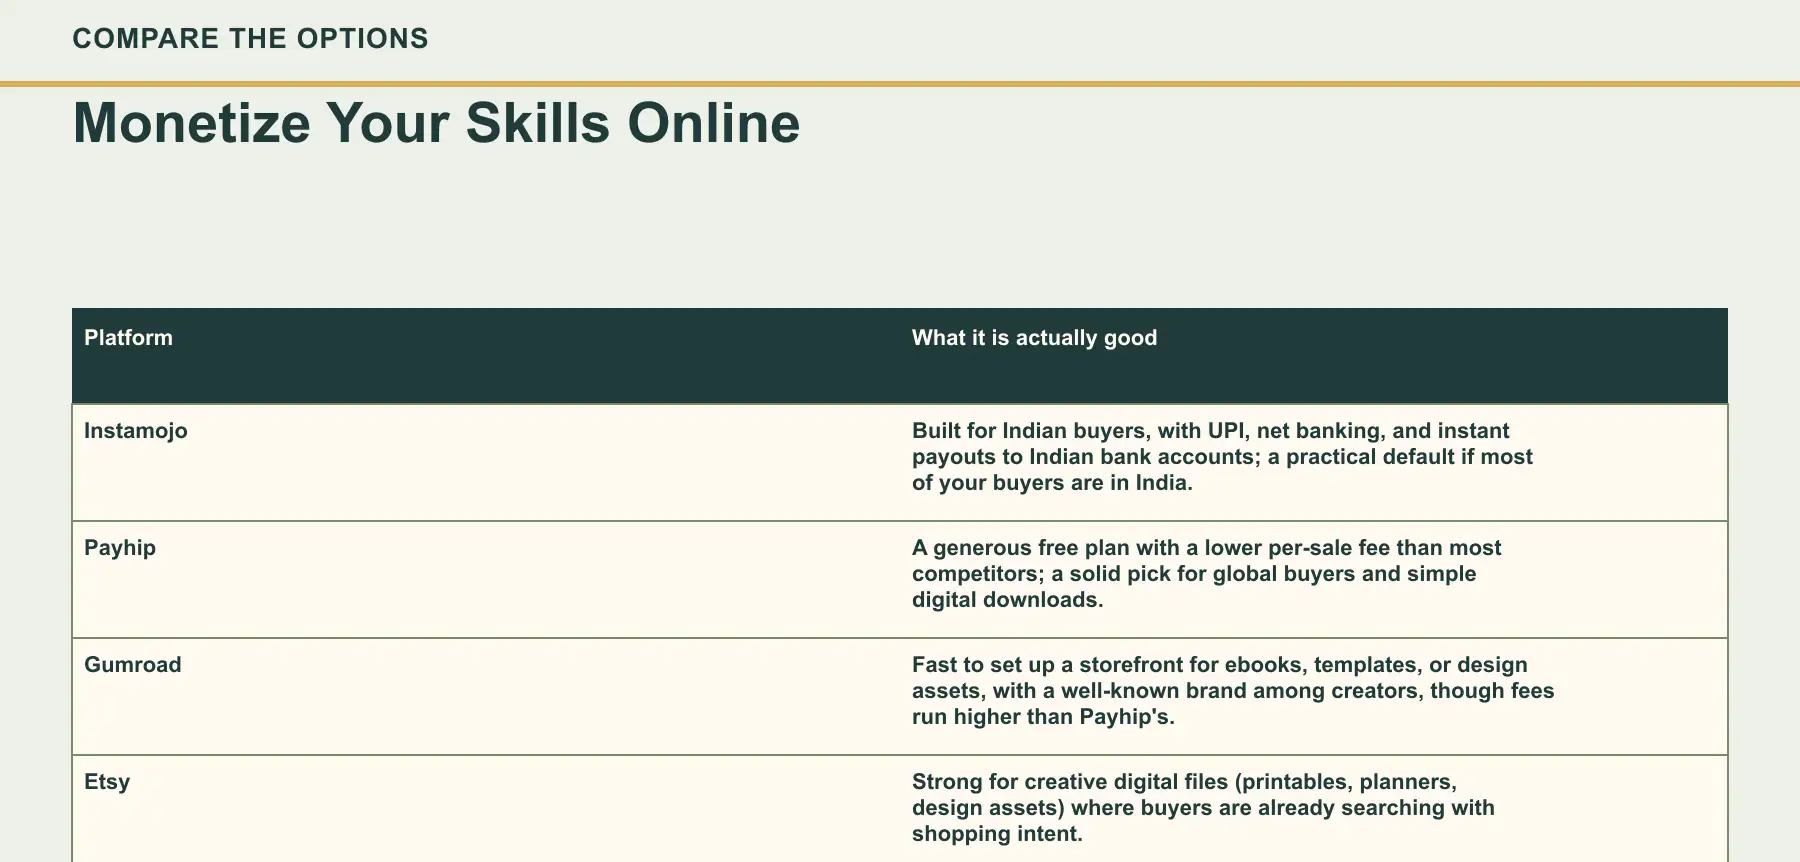 COMPARE THE OPTIONS
Monetize Your Skills Online
Platform
What it is actually good
Instamojo
Built for Indian buyers, with UPI, net banking, and instant
payouts to Indian bank accounts; a practical default if most
of your buyers are in India.
Payhip
A generous free plan with a lower per-sale fee than most
competitors; a solid pick for global buyers and simple
digital downloads.
Gumroad
Fast to set up a storefront for ebooks, templates, or design
assets, with a well-known brand among creators, though fees
run higher than Payhip's.
Etsy
Strong for creative digital files (printables, planners,
design assets) where buyers are already searching with
shopping intent.